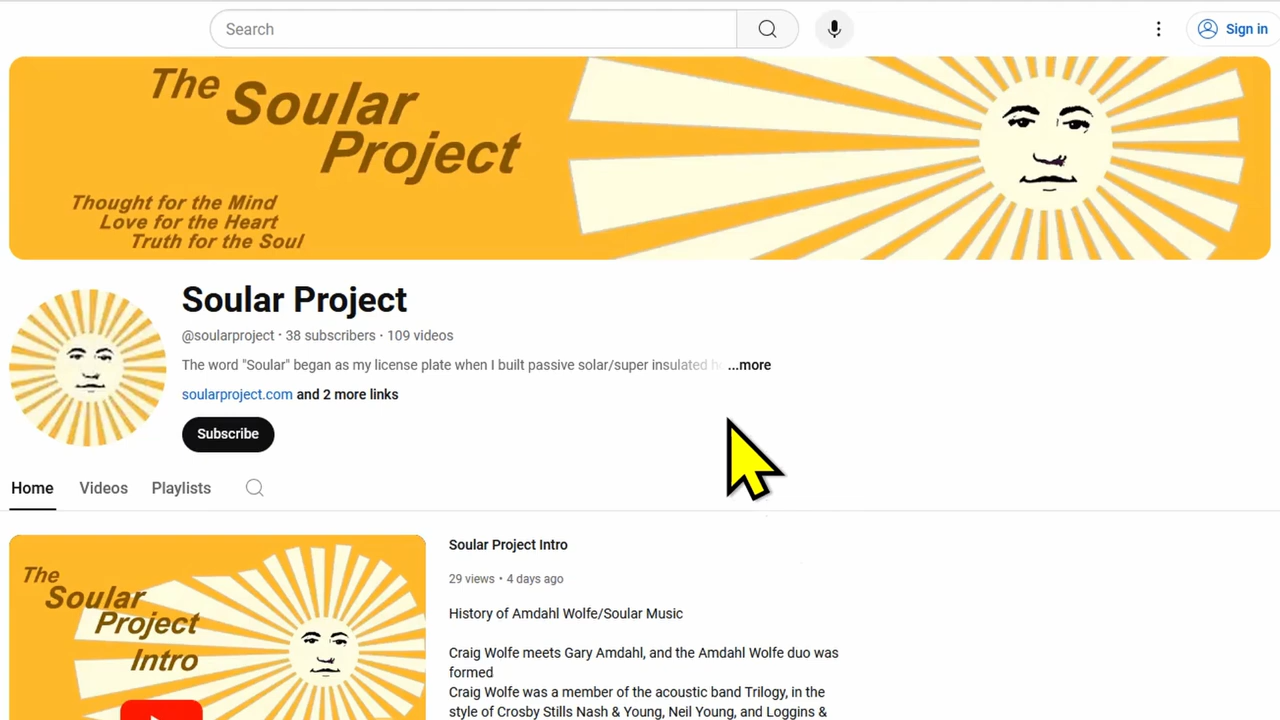 Search
Sign in
The Soular
Project
Thought for the Mind
Love for the Heart
Truth for the Soul
Soular Project
@soularproject · 38 subscribers · 109 videos
The word "Soular" began as my license plate when I built passive solar/super insulated ...more
soularproject.com and 2 more links
Subscribe
Home Videos Playlists
The
Soular
Project
Intro
Soular Project Intro
29 views · 4 days ago
History of Amdahl Wolfe/Soular Music
Craig Wolfe meets Gary Amdahl, and the Amdahl Wolfe duo was
formed
Craig Wolfe was a member of the acoustic band Trilogy, in the
style of Crosby Stills Nash & Young, Neil Young, and Loggins &